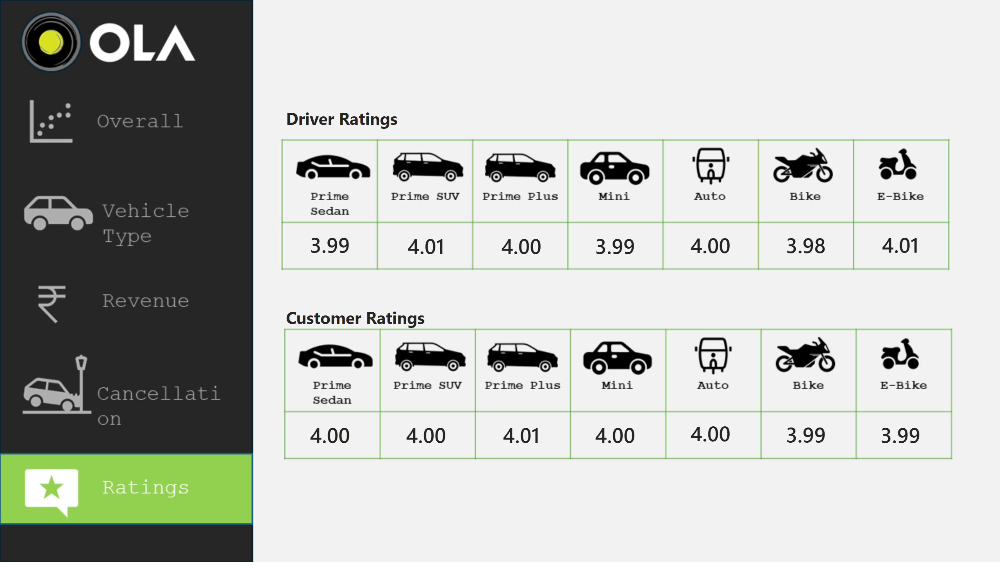 OLA
Overall
Vehicle
Type
Revenue
Cancellati
on
Ratings
Driver Ratings
Prime
Sedan
Prime SUV
Prime Plus
Mini
Auto
Bike
E-Bike
3.99
4.01
4.00
3.99
4.00
3.98
4.01
Customer Ratings
Prime
Sedan
Prime SUV
Prime Plus
Mini
Auto
Bike
E-Bike
4.00
4.00
4.01
4.00
4.00
3.99
3.99